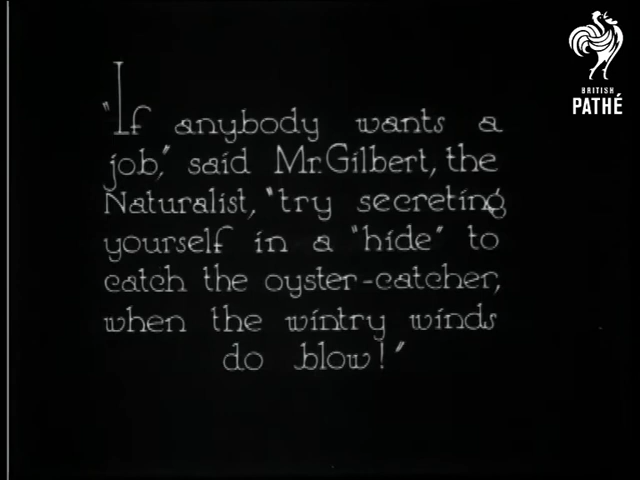 "If anybody wants a
job," said Mr. Gilbert, the
Naturalist, "try secreting
yourself in a "hide" to
catch the oyster-catcher,
when the wintry winds
do blow!"
BRITISH
PATHÉ